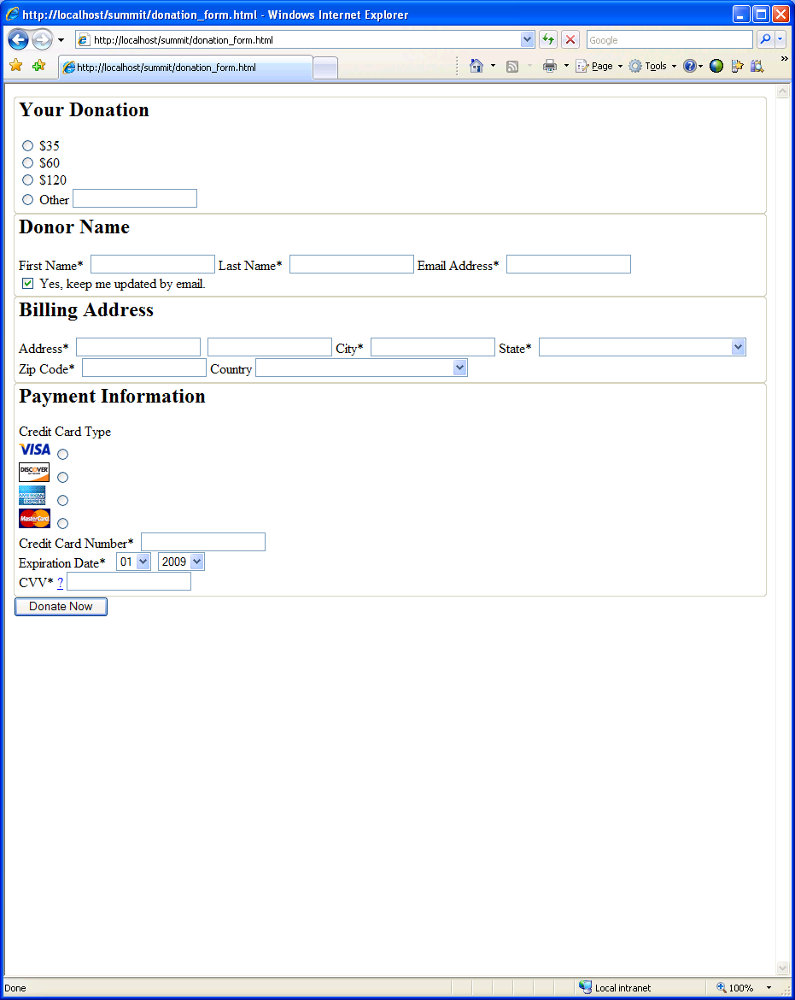 http://localhost/summit/donation_form.html - Windows Internet Explorer
http://localhost/summit/donation_form.html
Google
http://localhost/summit/donation_form.html
Page Tools »
Your Donation
$35
$60
$120
Other
Donor Name
First Name* Last Name* Email Address*
Yes, keep me updated by email.
Billing Address
Address* City* State*
Zip Code* Country
Payment Information
Credit Card Type
VISA
DISCOVER
AMERICAN EXPRESS
MasterCard
Credit Card Number*
Expiration Date* 01 2009
CVV* ?
Donate Now
Done Local intranet 100%